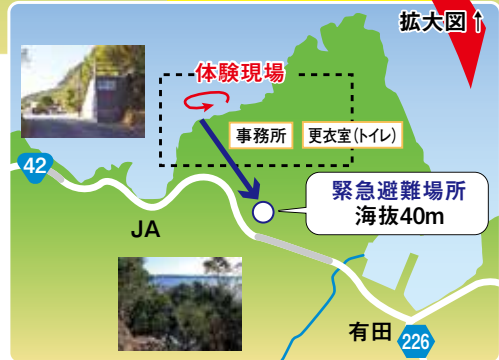 拡大図↑
体験現場
事務所
更衣室(トイレ)
42
緊急避難場所
海抜40m
JA
有田
226